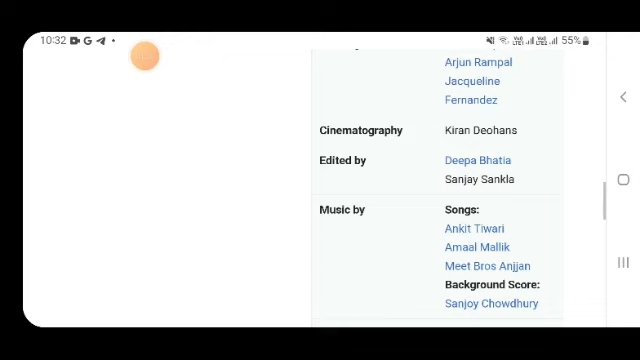 10:32
55%
Arjun Rampal
Jacqueline
Fernandez
Cinematography Kiran Deohans
Edited by Deepa Bhatia
Sanjay Sankla
Music by Songs:
Ankit Tiwari
Amaal Mallik
Meet Bros Anjjan
Background Score:
Sanjoy Chowdhury